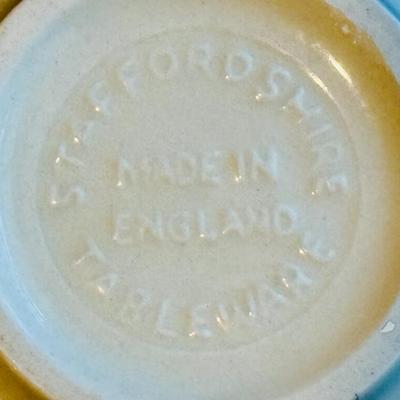 STAFFORDSHIRE
MADE IN
ENGLAND
TABLEWARE